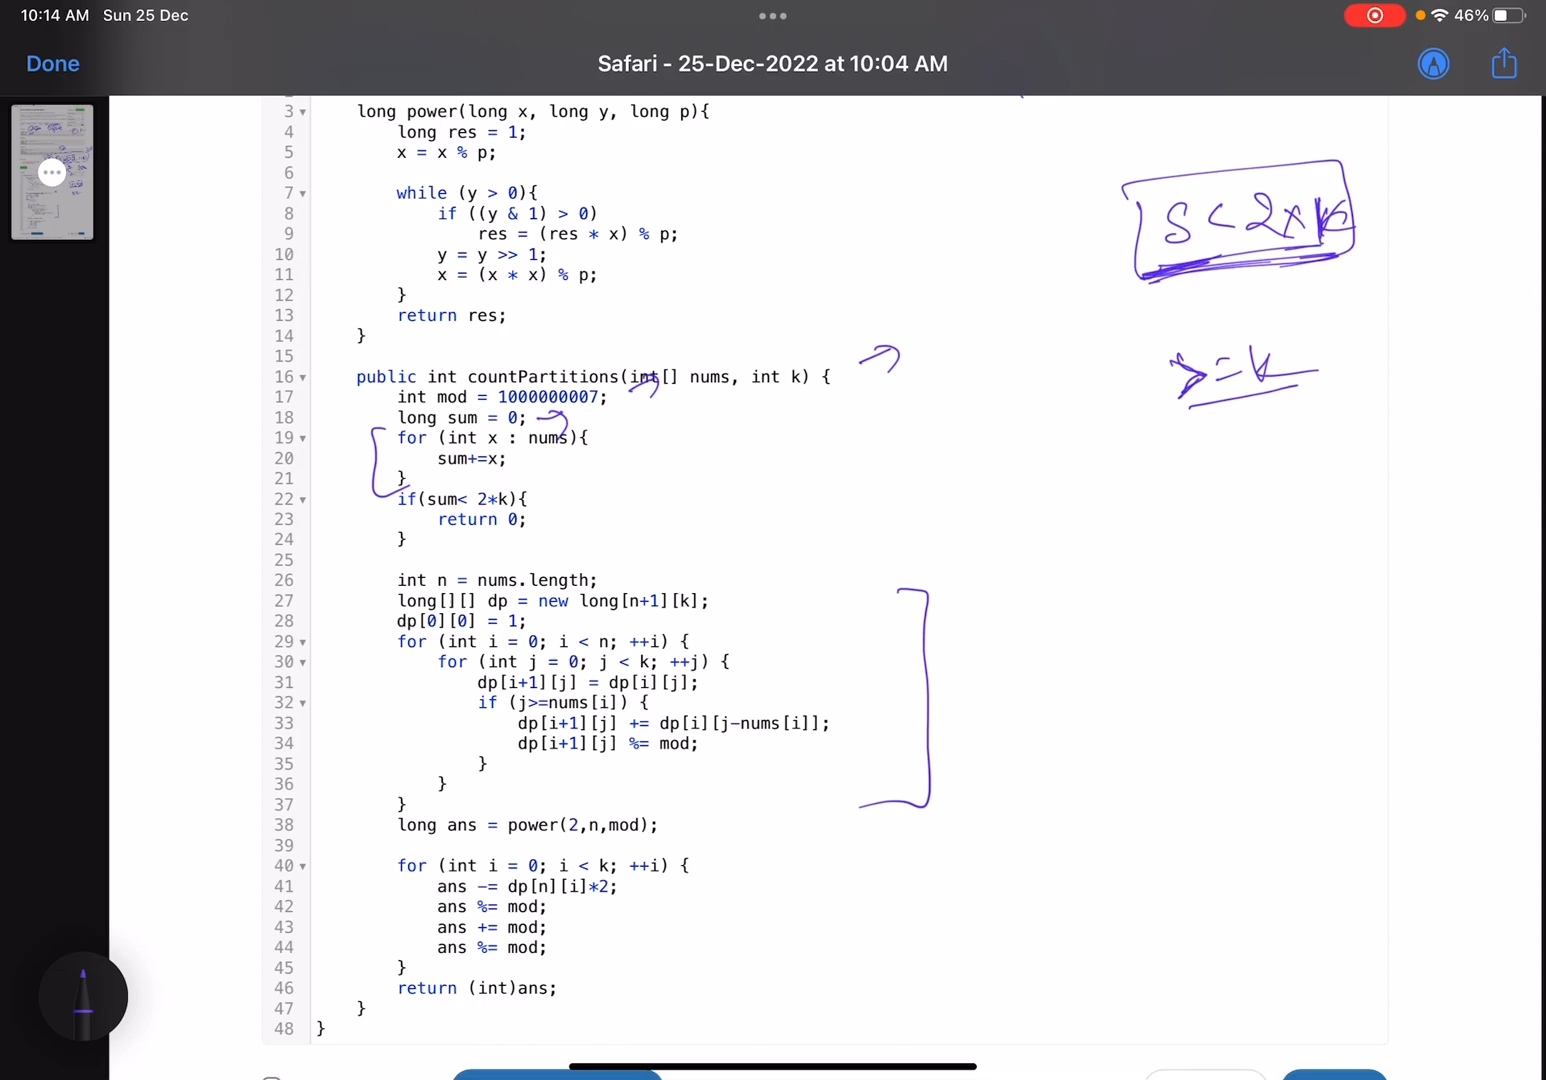 10:14 AM Sun 25 Dec
46%
Done
Safari - 25-Dec-2022 at 10:04 AM
3 long power(long x, long y, long p){
4 long res = 1;
5 x = x % p;
6
7 while (y > 0){
8 if ((y & 1) > 0)
9 res = (res * x) % p;
10 y = y >> 1;
11 x = (x * x) % p;
12 }
13 return res;
14 }
15
16 public int countPartitions(int[] nums, int k) {
17 int mod = 1000000007;
18 long sum = 0;
19 for (int x : nums){
20 sum+=x;
21 }
22 if(sum< 2*k){
23 return 0;
24 }
25
26 int n = nums.length;
27 long[][] dp = new long[n+1][k];
28 dp[0][0] = 1;
29 for (int i = 0; i < n; ++i) {
30 for (int j = 0; j < k; ++j) {
31 dp[i+1][j] = dp[i][j];
32 if (j>=nums[i]) {
33 dp[i+1][j] += dp[i][j-nums[i]];
34 dp[i+1][j] %= mod;
35 }
36 }
37 }
38 long ans = power(2,n,mod);
39
40 for (int i = 0; i < k; ++i) {
41 ans -= dp[n][i]*2;
42 ans %= mod;
43 ans += mod;
44 ans %= mod;
45 }
46 return (int)ans;
47 }
48 }
S < 2 x K
>= k